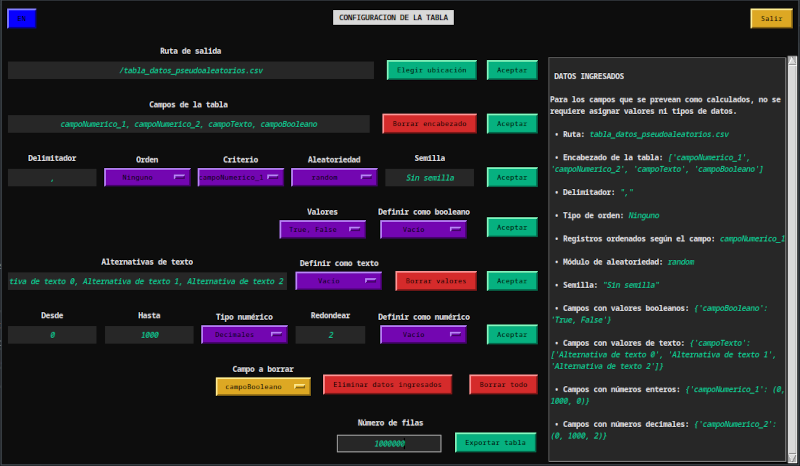 EN
CONFIGURACION DE LA TABLA
Salir
Ruta de salida
/tabla_datos_pseudoaleatorios.csv
Elegir ubicación
Aceptar
Campos de la tabla
campoNumerico_1, campoNumerico_2, campoTexto, campoBooleano
Borrar encabezado
Aceptar
Delimitador
Orden
Criterio
Aleatoriedad
Semilla
,
Ninguno
campoNumerico_1
random
Sin semilla
Aceptar
Valores
Definir como booleano
True, False
Vacio
Aceptar
Alternativas de texto
Definir como texto
tiva de texto 0, Alternativa de texto 1, Alternativa de texto 2
Vacio
Borrar valores
Aceptar
Desde
Hasta
Tipo numérico
Redondear
Definir como numérico
0
1000
Decimales
2
Vacio
Aceptar
Campo a borrar
campoBooleano
Eliminar datos ingresados
Borrar todo
Número de filas
1000000
Exportar tabla
DATOS INGRESADOS
Para los campos que se prevean como calculados, no se
requiere asignar valores ni tipos de datos.
• Ruta: tabla_datos_pseudoaleatorios.csv
• Encabezado de la tabla: ['campoNumerico_1',
'campoNumerico_2', 'campoTexto', 'campoBooleano']
• Delimitador: ","
• Tipo de orden: Ninguno
• Registros ordenados según el campo: campoNumerico_1
• Módulo de aleatoriedad: random
• Semilla: "Sin semilla"
• Campos con valores booleanos: {'campoBooleano':
'True, False'}
• Campos con valores de texto: {'campoTexto':
['Alternativa de texto 0', 'Alternativa de texto 1',
'Alternativa de texto 2']}
• Campos con números enteros: {'campoNumerico_1': (0,
1000, 0)}
• Campos con números decimales: {'campoNumerico_2':
(0, 1000, 2)}